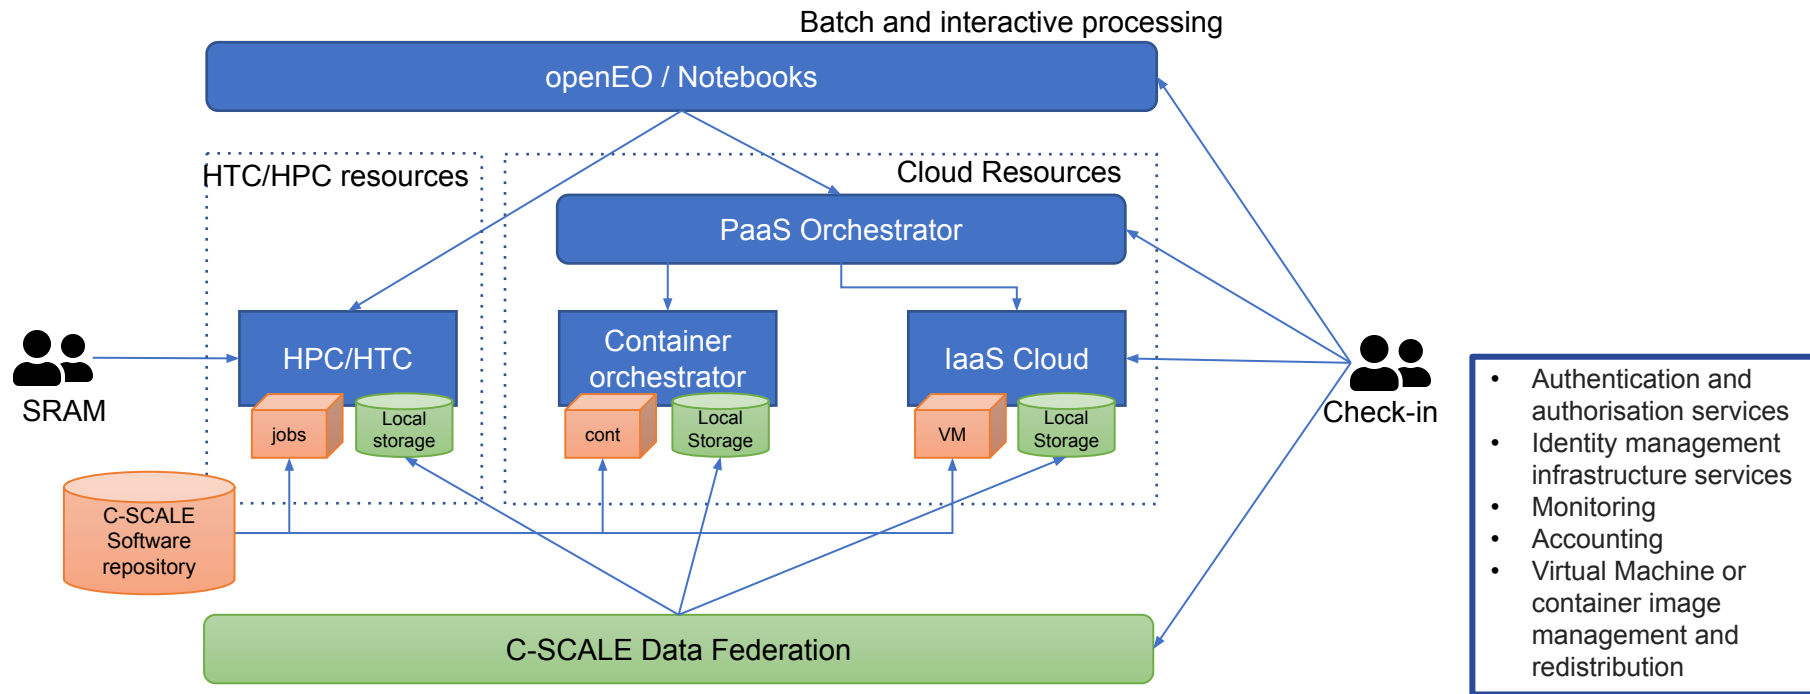 Batch and interactive processing
openEO / Notebooks
HTC/HPC resources
Cloud Resources
PaaS Orchestrator
HPC/HTC
Container
orchestrator
IaaS Cloud
SRAM
Check-in
jobs
Local
storage
cont
Local
Storage
VM
Local
Storage
C-SCALE
Software
repository
C-SCALE Data Federation
• Authentication and
authorisation services
• Identity management
infrastructure services
• Monitoring
• Accounting
• Virtual Machine or
container image
management and
redistribution